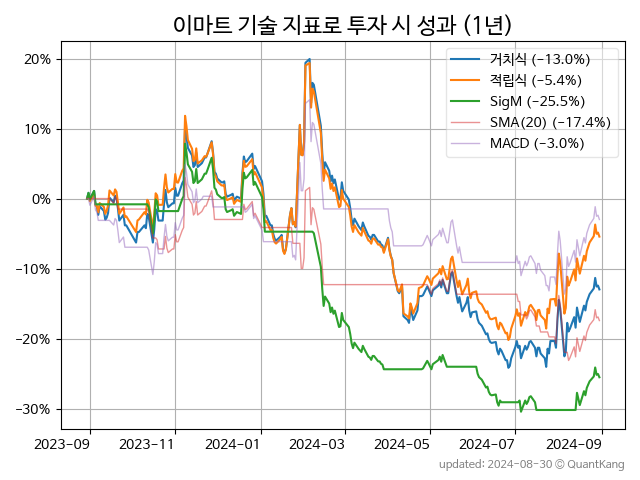 이마트 기술 지표로 투자 시 성과 (1년)
거치식 (−13.0%)
적립식 (−5.4%)
SigM (−25.5%)
SMA(20) (−17.4%)
MACD (−3.0%)
20%
10%
0%
−10%
−20%
−30%
2023-09 2023-11 2024-01 2024-03 2024-05 2024-07 2024-09
updated: 2024-08-30 © QuantKang